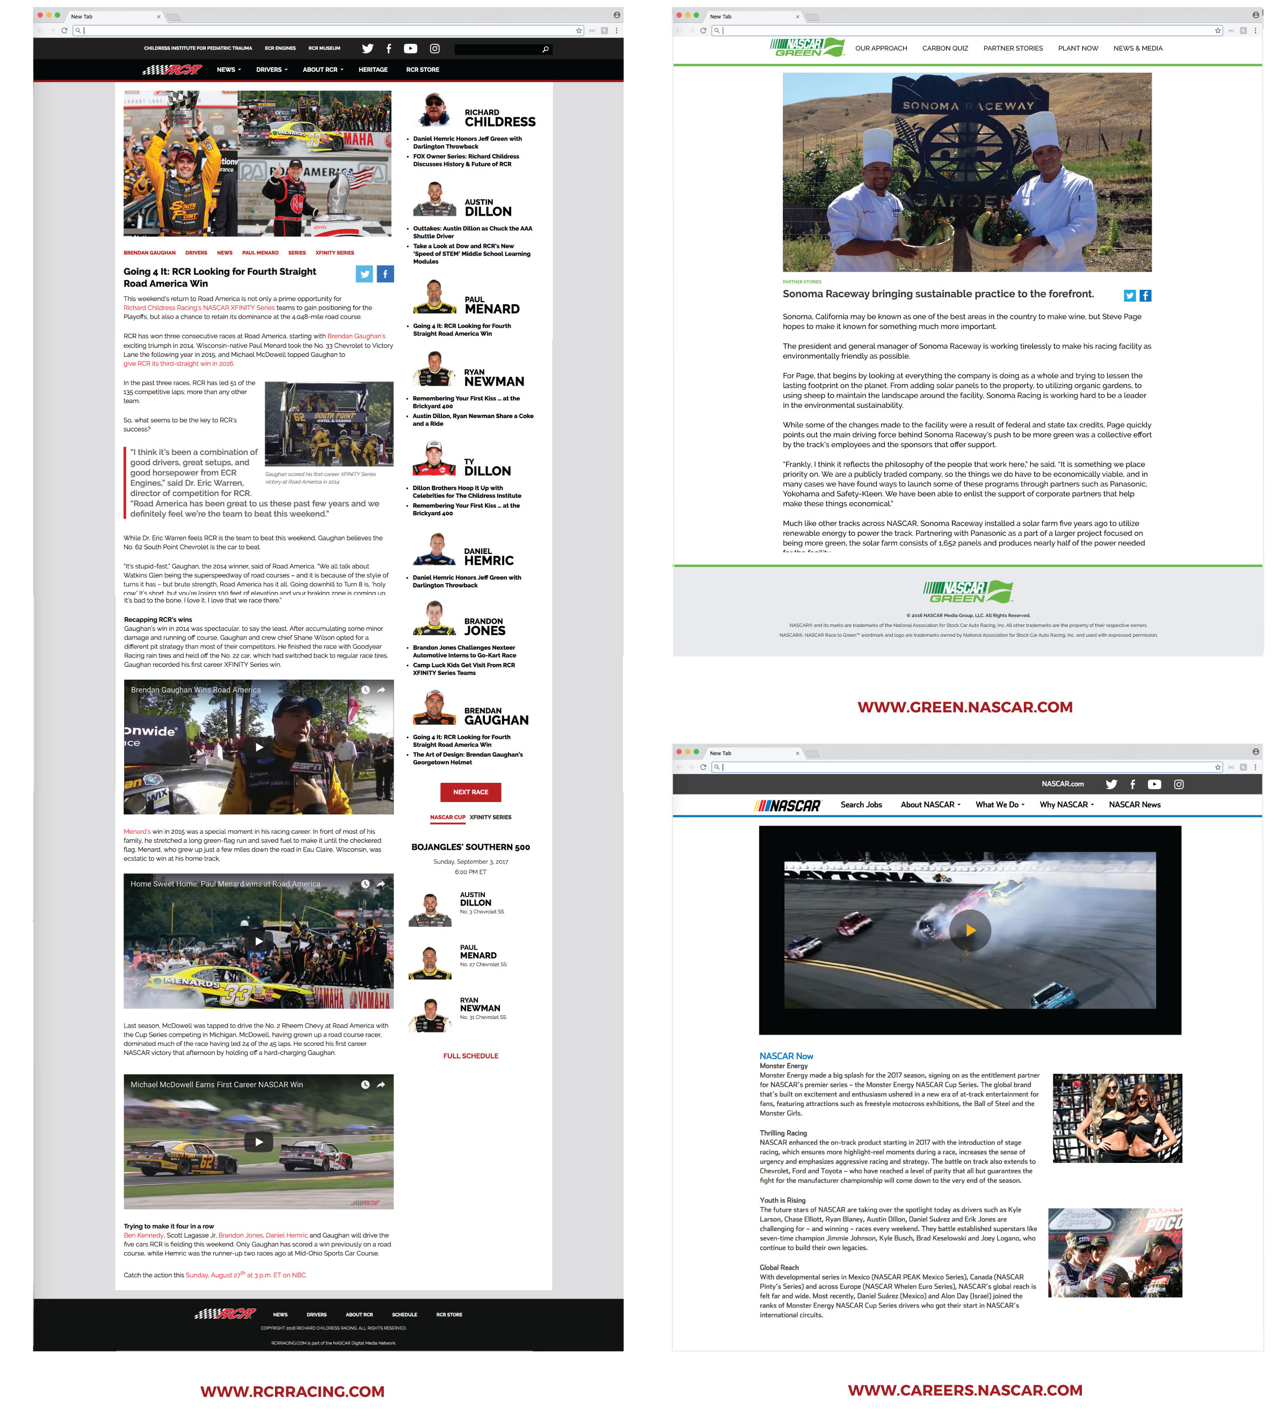 New Tab
CHILDRESS INSTITUTE FOR PEDIATRIC TRAUMA ECR ENGINES RCR MUSEUM
RCR NEWS DRIVERS ABOUT RCR HERITAGE RCR STORE
BRENDAN GAUGHAN DRIVERS NEWS PAUL MENARD SERIES XFINITY SERIES
Going 4 It: RCR Looking for Fourth Straight
Road America Win
This weekend's return to Road America is not only a prime opportunity for
Richard Childress Racing's NASCAR XFINITY Series teams to gain positioning for the
Playoffs, but also a chance to retain its dominance at the 4.048-mile road course.
RCR has won three consecutive races at Road America, starting with Brendan Gaughan's
exciting triumph in 2014. Wisconsin-native Paul Menard took the No. 33 Chevrolet to Victory
Lane the following year in 2015, and Michael McDowell topped Gaughan to
give RCR its third-straight win in 2016.
In the past three races, RCR has led 51 of the
135 competitive laps; more than any other
team.
So, what seems to be the key to RCR's
success?
"I think it's been a combination of
good drivers, great setups, and
good horsepower from ECR
Engines," said Dr. Eric Warren,
director of competition for RCR.
"Road America has been great to us these past few years and we
definitely feel we're the team to beat this weekend."
Gaughan scored his first-career XFINITY Series
victory at Road America in 2014
While Dr. Eric Warren feels RCR is the team to beat this weekend, Gaughan believes the
No. 62 South Point Chevrolet is the car to beat.
"It's stupid-fast," Gaughan, the 2014 winner, said of Road America. "We all talk about
Watkins Glen being the superspeedway of road courses – and it is because of the style of
turns it has – but brute strength, Road America has it all. Going downhill to Turn 8 is, 'holy
cow.' It's short, but you're losing 100 feet of elevation and your braking zone is coming up.
It's bad to the bone. I love it. I love that we race there."
Recapping RCR's wins
Gaughan's win in 2014 was spectacular, to say the least. After accumulating some minor
damage and running off course, Gaughan and crew chief Shane Wilson opted for a
different pit strategy than most of their competitors. He finished the race with Goodyear
Racing rain tires and held off the No. 22 car, which had switched back to regular race tires.
Gaughan recorded his first career XFINITY Series win.
Brendan Gaughan Wins Road America
Menard's win in 2015 was a special moment in his racing career. In front of most of his
family, he stretched a long green-flag run and saved fuel to make it until the checkered
flag. Menard, who grew up just a few miles down the road in Eau Claire, Wisconsin, was
ecstatic to win at his home track.
Home Sweet Home: Paul Menard wins at Road America
MENARDS 33 YAMAHA YAMAHA
Last season, McDowell was tapped to drive the No. 2 Rheem Chevy at Road America with
the Cup Series competing in Michigan. McDowell, having grown up a road course racer,
dominated much of the race having led 24 of the 45 laps. He scored his first career
NASCAR victory that afternoon by holding off a hard-charging Gaughan.
Michael McDowell Earns First Career NASCAR Win
Trying to make it four in a row
Ben Kennedy, Scott Lagasse Jr, Brandon Jones, Daniel Hemric and Gaughan will drive the
five cars RCR is fielding this weekend. Only Gaughan has scored a win previously on a road
course, while Hemric was the runner-up two races ago at Mid-Ohio Sports Car Course.
Catch the action this Sunday, August 27th at 3 p.m. ET on NBC.
RICHARD
CHILDRESS
Daniel Hemric Honors Jeff Green with
Darlington Throwback
FOX Owner Series: Richard Childress
Discusses History & Future of RCR
AUSTIN
DILLON
Outtakes: Austin Dillon as Chuck the AAA
Shuttle Driver
Take a Look at Dow and RCR's New
'Speed of STEM' Middle School Learning
Modules
PAUL
MENARD
Going 4 It: RCR Looking for Fourth
Straight Road America Win
RYAN
NEWMAN
Remembering Your First Kiss ... at the
Brickyard 400
Austin Dillon, Ryan Newman Share a Coke
and a Ride
TY
DILLON
Dillon Brothers Hoop It Up with
Celebrities for The Childress Institute
Remembering Your First Kiss ... at the
Brickyard 400
DANIEL
HEMRIC
Daniel Hemric Honors Jeff Green with
Darlington Throwback
BRANDON
JONES
Brandon Jones Challenges Nexteer
Automotive Interns to Go-Kart Race
Camp Luck Kids Get Visit From RCR
XFINITY Series Teams
BRENDAN
GAUGHAN
Going 4 It: RCR Looking for Fourth
Straight Road America Win
The Art of Design: Brendan Gaughan's
Georgetown Helmet
NEXT RACE
NASCAR CUP XFINITY SERIES
BOJANGLES' SOUTHERN 500
Sunday, September 3, 2017
6:00 PM ET
AUSTIN
DILLON
No. 3 Chevrolet SS
PAUL
MENARD
No. 27 Chevrolet SS
RYAN
NEWMAN
No. 31 Chevrolet SS
FULL SCHEDULE
RCR NEWS DRIVERS ABOUT RCR SCHEDULE RCR STORE
COPYRIGHT 2016 RICHARD CHILDRESS RACING. ALL RIGHTS RESERVED.
RCRRACING.COM is part of the NASCAR Digital Media Network.
WWW.RCRRACING.COM
New Tab
NASCAR GREEN OUR APPROACH CARBON QUIZ PARTNER STORIES PLANT NOW NEWS & MEDIA
SONOMA RACEWAY
PARTNER STORIES
Sonoma Raceway bringing sustainable practice to the forefront.
Sonoma, California may be known as one of the best areas in the country to make wine, but Steve Page
hopes to make it known for something much more important.
The president and general manager of Sonoma Raceway is working tirelessly to make his racing facility as
environmentally friendly as possible.
For Page, that begins by looking at everything the company is doing as a whole and trying to lessen the
lasting footprint on the planet. From adding solar panels to the property, to utilizing organic gardens, to
using sheep to maintain the landscape around the facility, Sonoma Racing is working hard to be a leader
in the environmental sustainability.
While some of the changes made to the facility were a result of federal and state tax credits, Page quickly
points out the main driving force behind Sonoma Raceway's push to be more green was a collective effort
by the track's employees and the sponsors that offer support.
"Frankly, I think it reflects the philosophy of the people that work here," he said. "It is something we place
priority on. We are a publicly traded company, so the things we do have to be economically viable, and in
many cases we have found ways to launch some of these programs through partners such as Panasonic,
Yokohama and Safety-Kleen. We have been able to enlist the support of corporate partners that help
make these things economical."
Much like other tracks across NASCAR, Sonoma Raceway installed a solar farm five years ago to utilize
renewable energy to power the track. Partnering with Panasonic as a part of a larger project focused on
being more green, the solar farm consists of 1,652 panels and produces nearly half of the power needed
for the facility.
NASCAR GREEN
© 2016 NASCAR Media Group, LLC. All Rights Reserved.
NASCAR® and its marks are trademarks of the National Association for Stock Car Auto Racing, Inc. All other trademarks are the property of their respective owners.
NASCAR®, NASCAR Race to Green™ wordmark and logo are trademarks owned by National Association for Stock Car Auto Racing, Inc. and used with expressed permission.
WWW.GREEN.NASCAR.COM
New Tab
NASCAR.com
NASCAR Search Jobs About NASCAR What We Do Why NASCAR NASCAR News
DAYTONA
NASCAR Now
Monster Energy
Monster Energy made a big splash for the 2017 season, signing on as the entitlement partner
for NASCAR's premier series – the Monster Energy NASCAR Cup Series. The global brand
that's built on excitement and enthusiasm ushered in a new era of at-track entertainment for
fans, featuring attractions such as freestyle motocross exhibitions, the Ball of Steel and the
Monster Girls.
Thrilling Racing
NASCAR enhanced the on-track product starting in 2017 with the introduction of stage
racing, which ensures more highlight-reel moments during a race, increases the sense of
urgency and emphasizes aggressive racing and strategy. The battle on track also extends to
Chevrolet, Ford and Toyota – who have reached a level of parity that all but guarantees the
fight for the manufacturer championship will come down to the very end of the season.
Youth is Rising
The future stars of NASCAR are taking over the spotlight today as drivers such as Kyle
Larson, Chase Elliott, Ryan Blaney, Austin Dillon, Daniel Suárez and Erik Jones are
challenging for – and winning – races every weekend. They battle established superstars like
seven-time champion Jimmie Johnson, Kyle Busch, Brad Keselowski and Joey Logano, who
continue to build their own legacies.
Global Reach
With developmental series in Mexico (NASCAR PEAK Mexico Series), Canada (NASCAR
Pinty's Series) and across Europe (NASCAR Whelen Euro Series), NASCAR's global reach is
felt far and wide. Most recently, Daniel Suárez (Mexico) and Alon Day (Israel) joined the
ranks of Monster Energy NASCAR Cup Series drivers who got their start in NASCAR's
international circuits.
WWW.CAREERS.NASCAR.COM